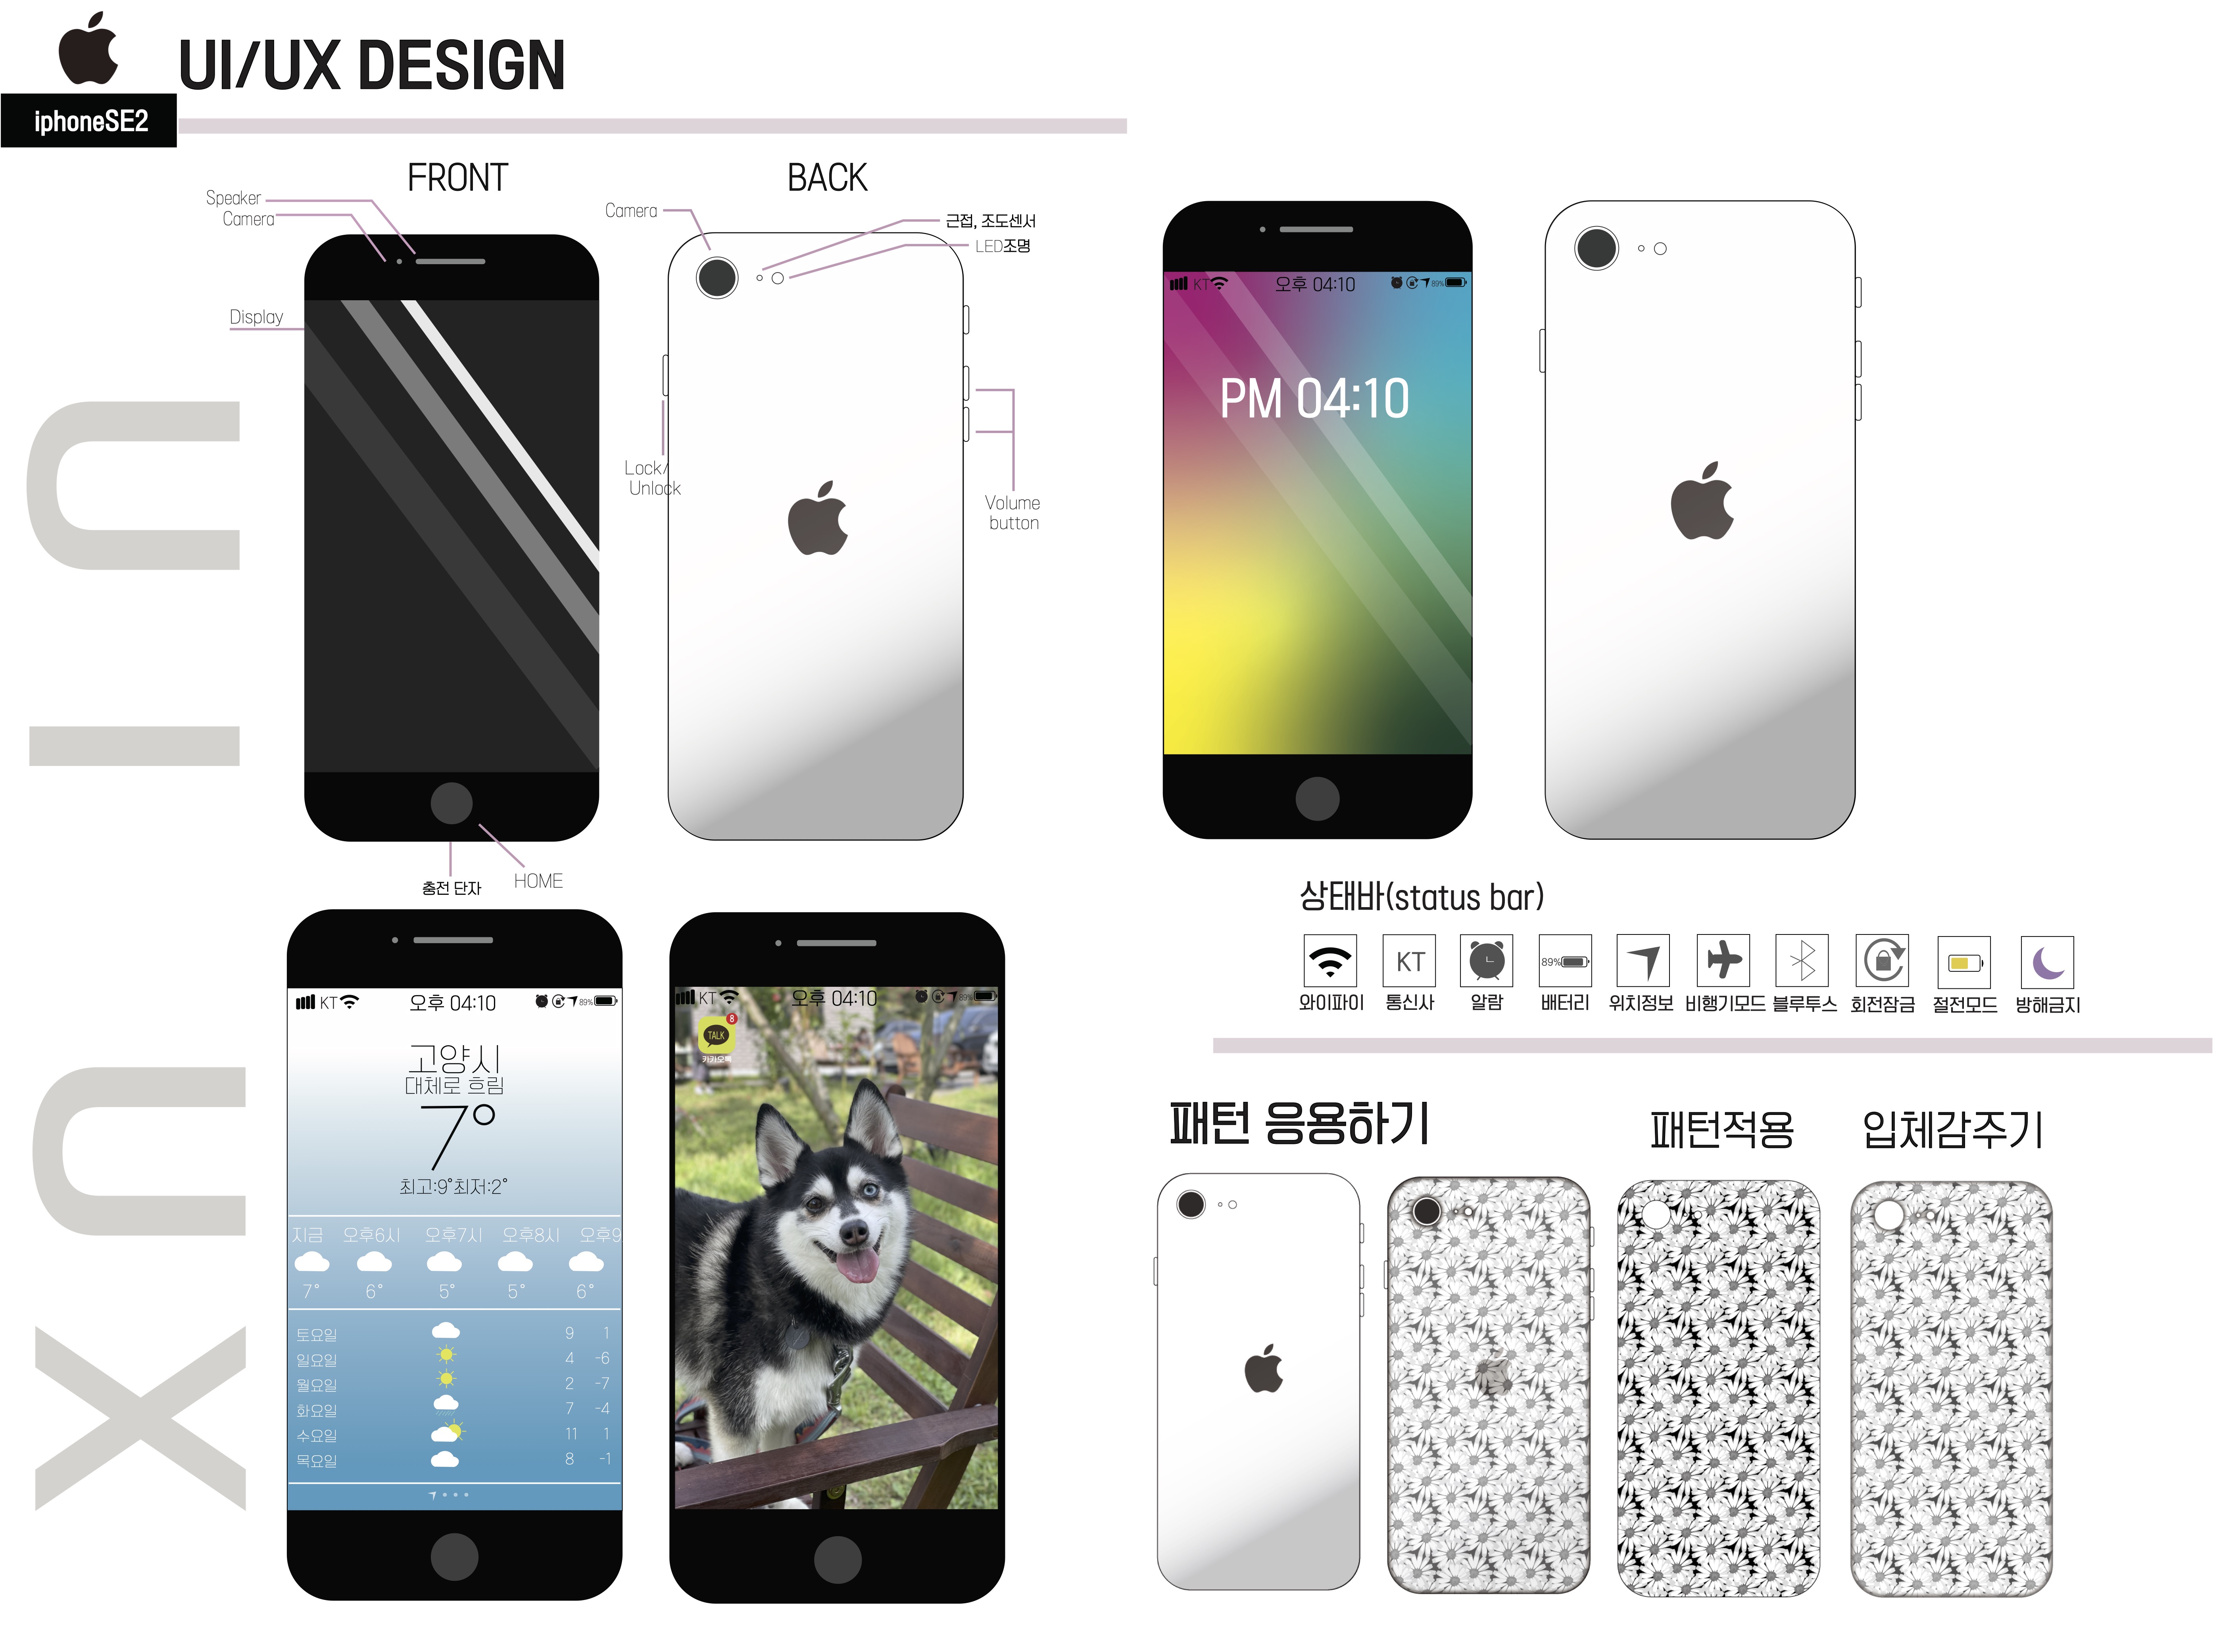 UI/UX DESIGN
iphoneSE2
FRONT
BACK
Speaker
Camera
Display
Camera
근접, 조도센서
LED조명
Lock/
Unlock
Volume
button
충전 단자
HOME
KT
오후 04:10
89%
PM 04:10
UI
UX
상태바(status bar)
KT
89%
와이파이
통신사
알람
배터리
위치정보
비행기모드
블루투스
회전잠금
절전모드
방해금지
KT
오후 04:10
89%
고양시
대체로 흐림
7°
최고:9°최저:2°
지금 오후6시 오후7시 오후8시 오후9
7° 6° 5° 5° 6°
토요일 9 1
일요일 4 -6
월요일 2 -7
화요일 7 -4
수요일 11 1
목요일 8 -1
KT
오후 04:10
89%
8
TALK
카카오톡
패턴 응용하기
패턴적용
입체감주기